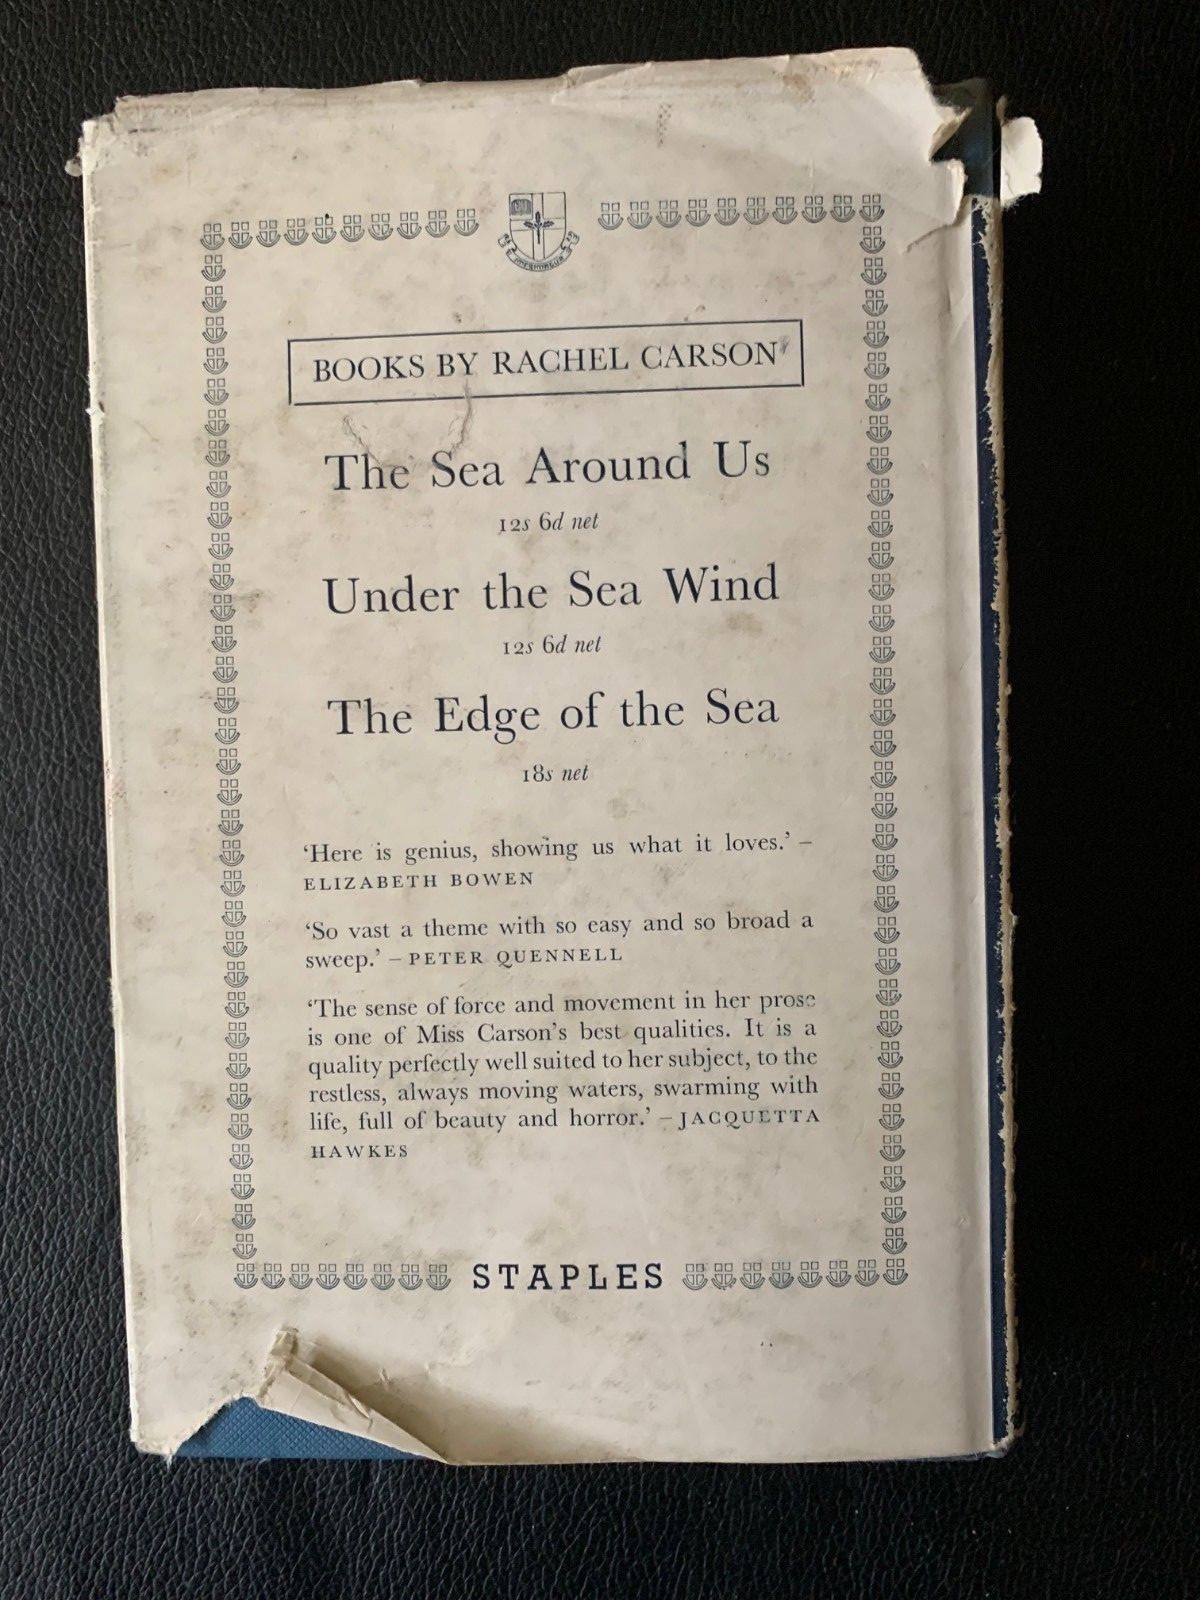 BOOKS BY RACHEL CARSON
The Sea Around Us
12s 6d net
Under the Sea Wind
12s 6d net
The Edge of the Sea
18s net
‘Here is genius, showing us what it loves.’ –
ELIZABETH BOWEN
‘So vast a theme with so easy and so broad a
sweep.’ – PETER QUENNELL
‘The sense of force and movement in her prose
is one of Miss Carson’s best qualities. It is a
quality perfectly well suited to her subject, to the
restless, always moving waters, swarming with
life, full of beauty and horror.’ – JACQUETTA
HAWKES
STAPLES